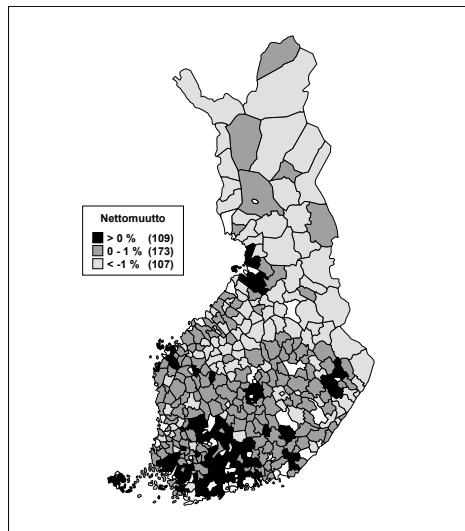 Nettomuutto
> 0 % (109)
0 - 1 % (173)
< -1 % (107)